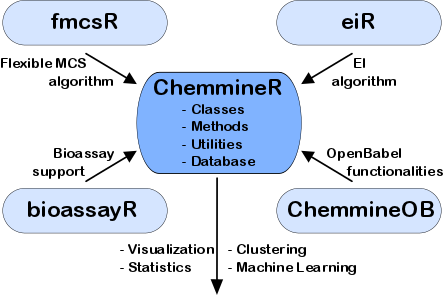 fmcsR
eiR
Flexible MCS
algorithm
EI
algorithm
ChemmineR
- Classes
- Methods
- Utilities
- Database
Bioassay
support
OpenBabel
functionalities
bioassayR
ChemmineOB
- Visualization
- Statistics
- Clustering
- Machine Learning